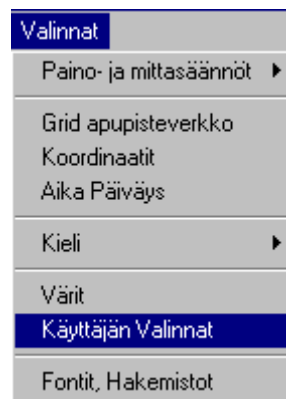 Valinnat
Paino- ja mittasäännöt
Grid apupisteverkko
Koordinaatit
Aika Päiväys
Kieli
Värit
Käyttäjän Valinnat
Fontit, Hakemistot